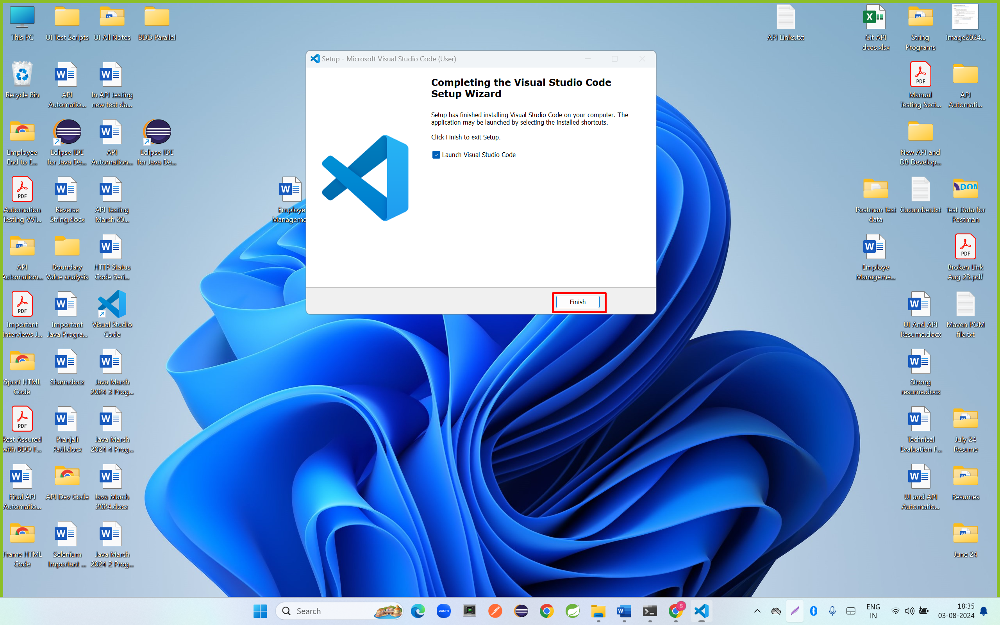 This PC
UI Test Scripts
UI All Notes
BDD Parallel
API Links.txt
Git API
dcos.xlsx
String
Programs
Image2024...
Setup - Microsoft Visual Studio Code (User)
Completing the Visual Studio Code
Setup Wizard
Setup has finished installing Visual Studio Code on your computer. The
application may be launched by selecting the installed shortcuts.
Click Finish to exit Setup.
Launch Visual Studio Code
Finish
Recycle Bin
API
Automatio...
In API testing
new test da...
Manual
Testing Sect...
API
Automati...
Employee
End to E...
Eclipse IDE
for Java De...
API
Automation...
Eclipse IDE
for Java De...
New API and
DB Develop...
Automation
Testing VVI...
Reverse
String.docx
API Testing
March 20...
Employe
Manageme
Postman Test
data
Cucumber.txt
Test Data for
Postman
API
Automation...
Boundary
Value analysis
HTTP Status
Code Seri...
Employe
Manageme...
Broken Link
Aug 23.pdf
Important
Interviews J...
Important
Java Progra...
Visual Studio
Code
UI And API
Resume.docx
Maven POM
file.txt
Sport HTML
Code
Sham.docx
Java March
2024 3 Prog...
Strong
resume.docx
Rest Assured
with BDD F...
Pranjali
Patil.docx
Java March
2024 4 Prog...
Technical
Evaluation F...
July 24
Resume
Final API
Automatio...
API Dev Code
Java March
2024.docx
UI and API
Automatio...
Resumes
Frame HTML
Code
Selenium
Important ...
Java March
2024 2 Prog...
June 24
Search
zoom
ENG
IN
18:35
03-08-2024